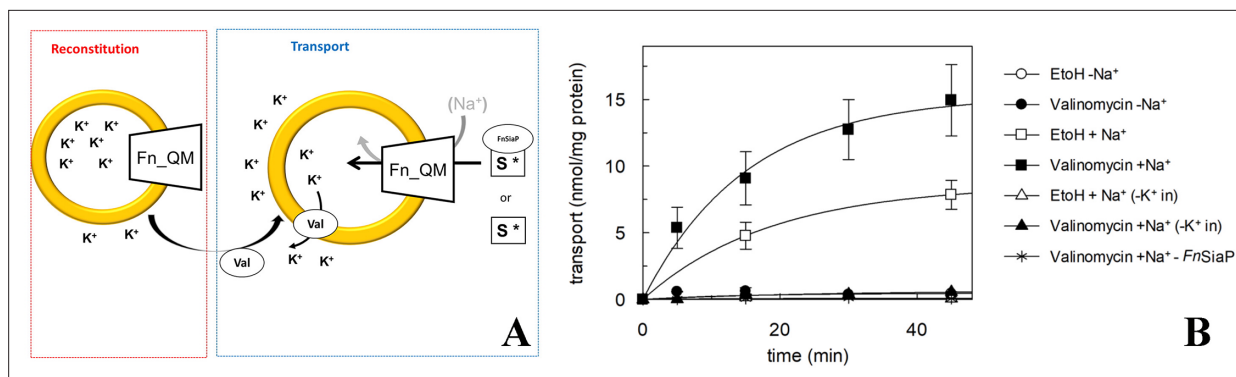 Reconstitution
Transport
K⁺
K⁺ K⁺
K⁺ K⁺
K⁺ K⁺
K⁺
Fn_QM
K⁺ K⁺
Val
K⁺
K⁺
K⁺
K⁺
K⁺
K⁺
K⁺
K⁺
Val
K⁺ K⁺
(Na⁺)
Fn_QM
FnSiaP
S *
or
S *
A
transport (nmol/mg protein)
15
10
5
0
0 20 40
time (min)
EtoH -Na⁺
Valinomycin -Na⁺
EtoH + Na⁺
Valinomycin +Na⁺
EtoH + Na⁺ (-K⁺ in)
Valinomycin +Na⁺ (-K⁺ in)
Valinomycin +Na⁺ - FnSiaP
B